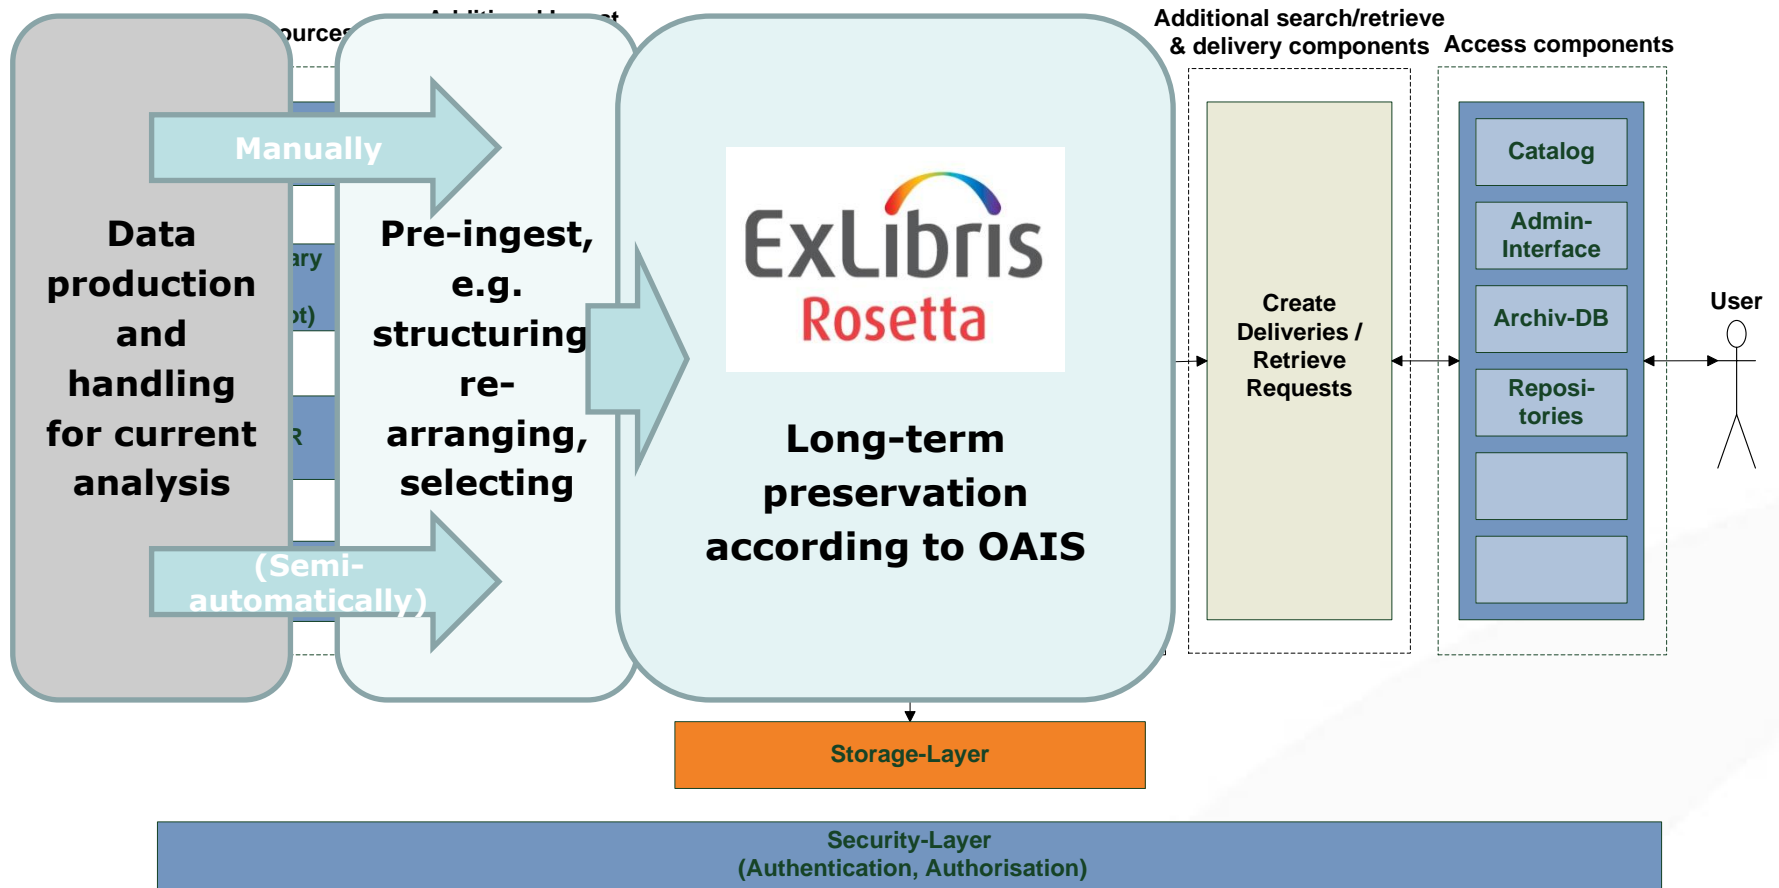 Additional search/retrieve
& delivery components
Access components
Manually
Data
production
and
handling
for current
analysis
Pre-ingest,
e.g.
structuring
re-
arranging,
selecting
(Semi-
automatically)
ExLibris
Rosetta
Long-term
preservation
according to OAIS
Create
Deliveries /
Retrieve
Requests
Catalog
Admin-
Interface
Archiv-DB
Reposi-
tories
User
Storage-Layer
Security-Layer
(Authentication, Authorisation)